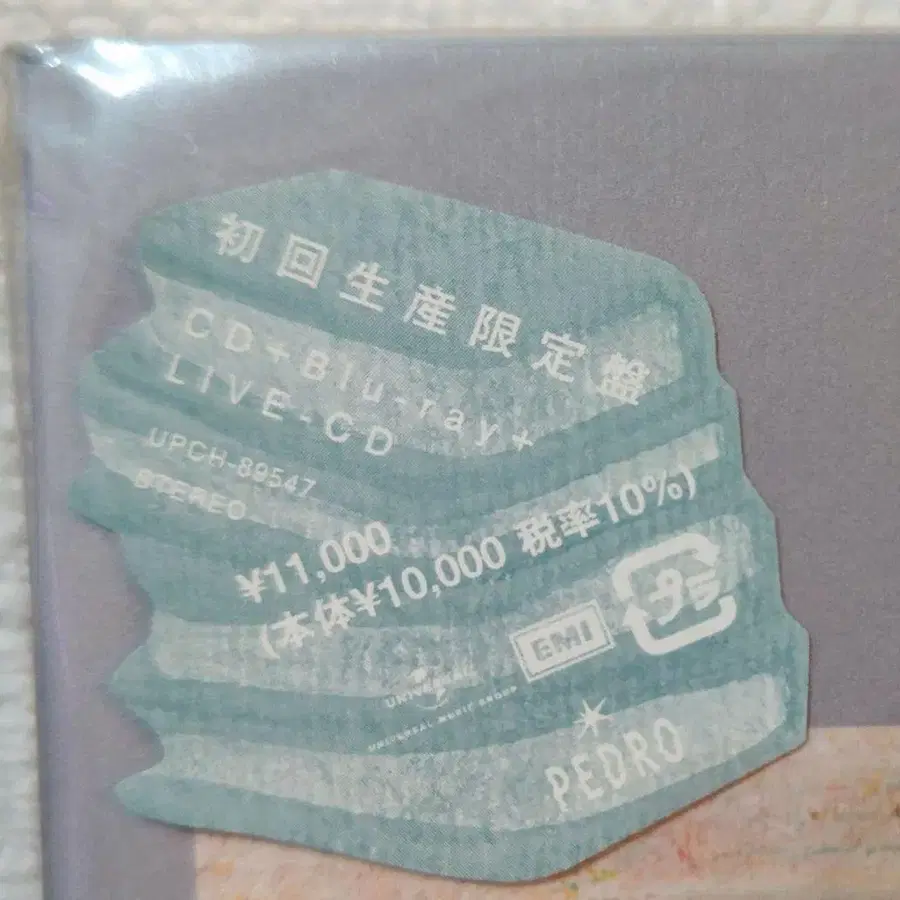 初回生産限定盤
CD+Blu-ray+
LIVE-CD
UPCH-89547
STEREO
¥11,000
(本体¥10,000 税率10%)
プラ
EMI
UNIVERSAL
UNIVERSAL MUSIC GROUP
PEDRO